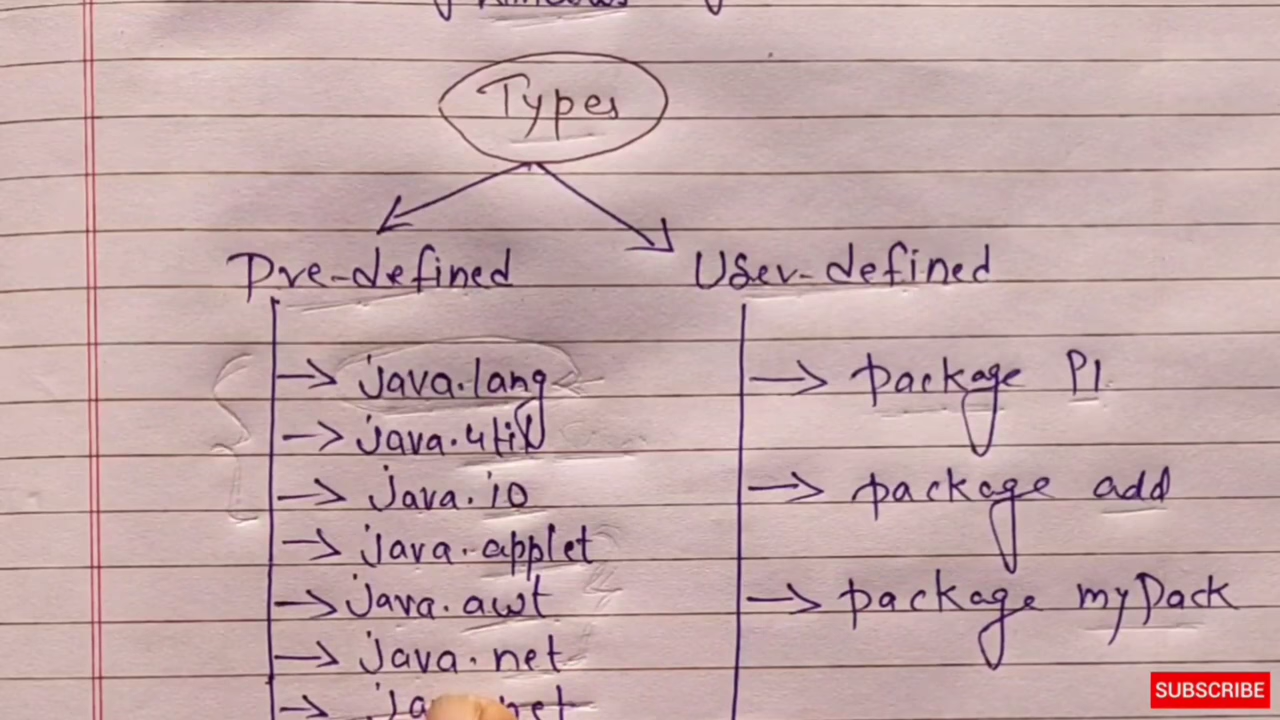 Types
Pre-defined
User-defined
→ java.lang
→ java.util
→ java.io
→ java.applet
→ java.awt
→ java.net
→ package P1
→ package add
→ package myPack
SUBSCRIBE